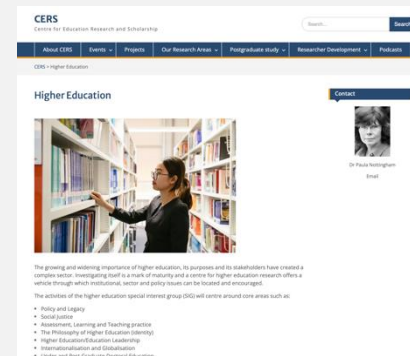 CERS
Centre for Education Research and Scholarship
Search...
Search
About CERS
Events
Projects
Our Research Areas
Postgraduate study
Researcher Development
Podcasts
CERS > Higher Education
Higher Education
Contact
Dr Paula Nottingham
Email
The growing and widening importance of higher education, its purposes and its stakeholders have created a
complex sector. Investigating itself is a mark of maturity and a centre for higher education research offers a
vehicle through which institutional, sector and policy issues can be located and encouraged.
The activities of the higher education special interest group (SIG) will centre around core areas such as:
Policy and Legacy
Social Justice
Assessment, Learning and Teaching practice
The Philosophy of Higher Education (identity)
Higher Education/Education Leadership
Internationalisation and Globalisation